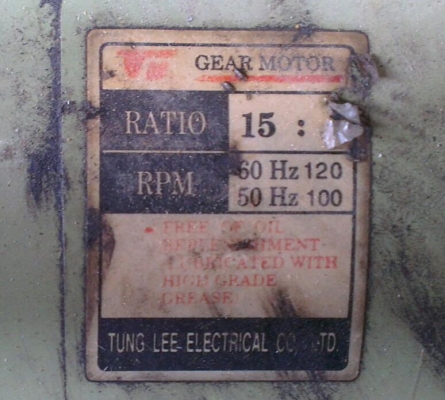 GEAR MOTOR
RATIO 15 :
RPM 60 Hz 120
50 Hz 100
FREE OF OIL
LUBRICATED WITH
HIGH GRADE
GREASE
TUNG LEE ELECTRICAL CO LTD